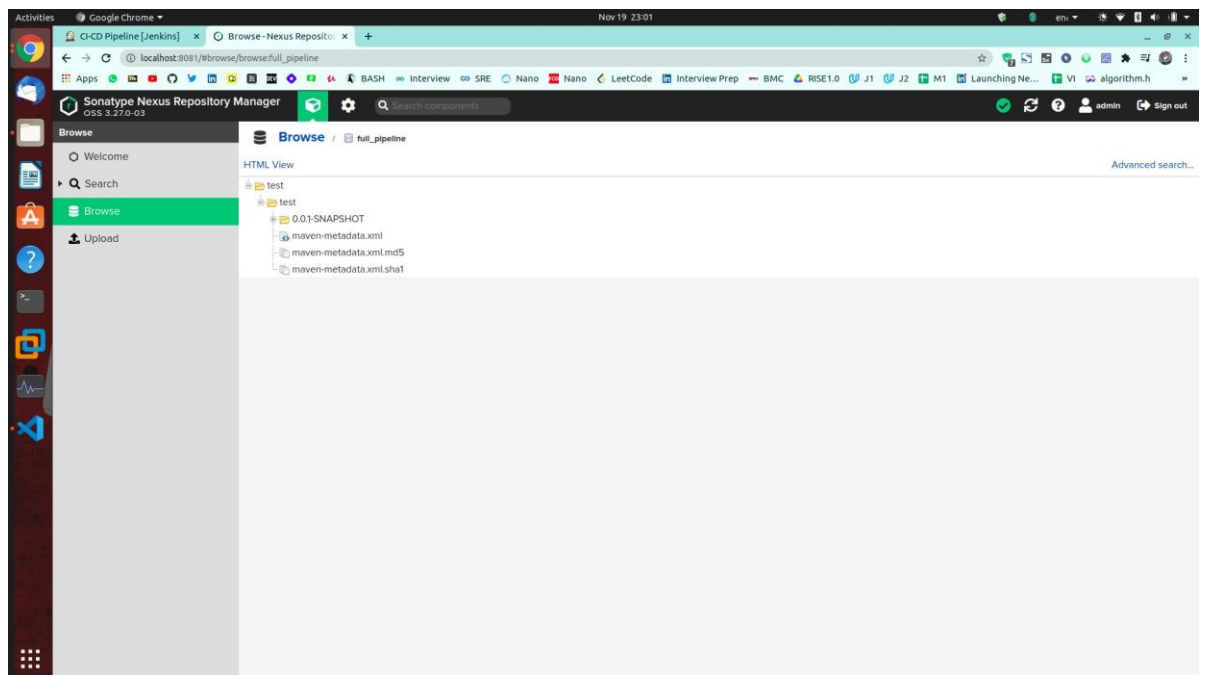 Activities Google Chrome Nov 19 23:01 en
CI-CD Pipeline [Jenkins] Browse - Nexus Reposito
localhost:8081/#browse/browse:full_pipeline
Apps BASH Interview SRE Nano Nano LeetCode Interview Prep BMC RISE1.0 J1 J2 M1 Launching Ne... VI algorithm.h
Sonatype Nexus Repository Manager
OSS 3.27.0-03
Search components
admin Sign out
Browse
Welcome
Search
Browse
Upload
Browse / full_pipeline
HTML View Advanced search...
test
test
0.0.1-SNAPSHOT
maven-metadata.xml
maven-metadata.xml.md5
maven-metadata.xml.sha1